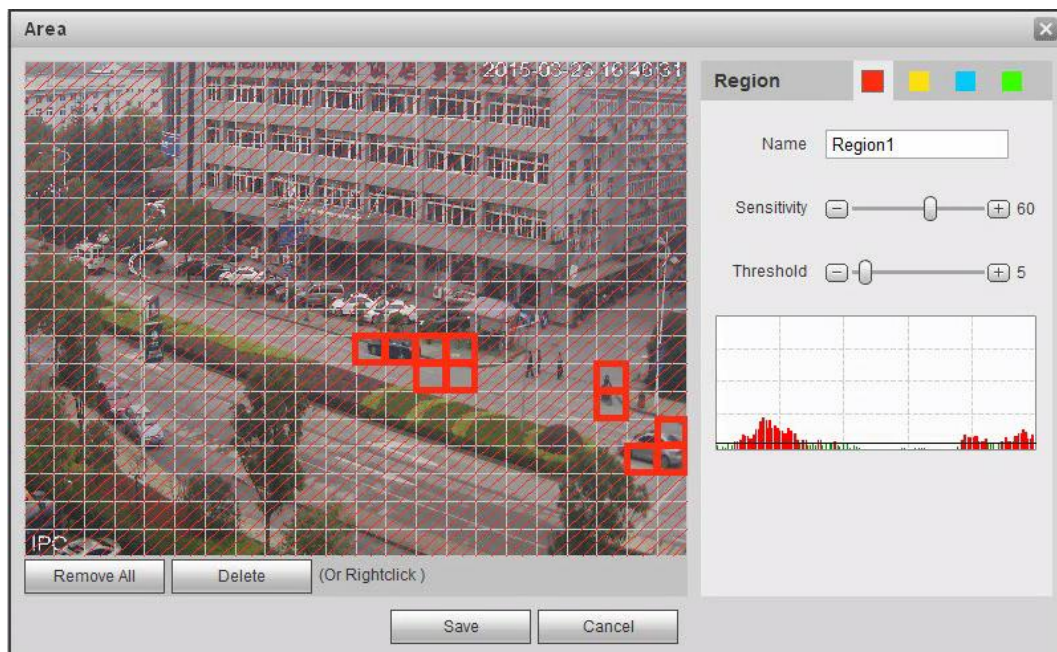 Area
2015-03-23 16:46:31
Region
Name
Region1
Sensitivity
60
Threshold
5
IPC
Remove All
Delete
(Or Rightclick )
Save
Cancel